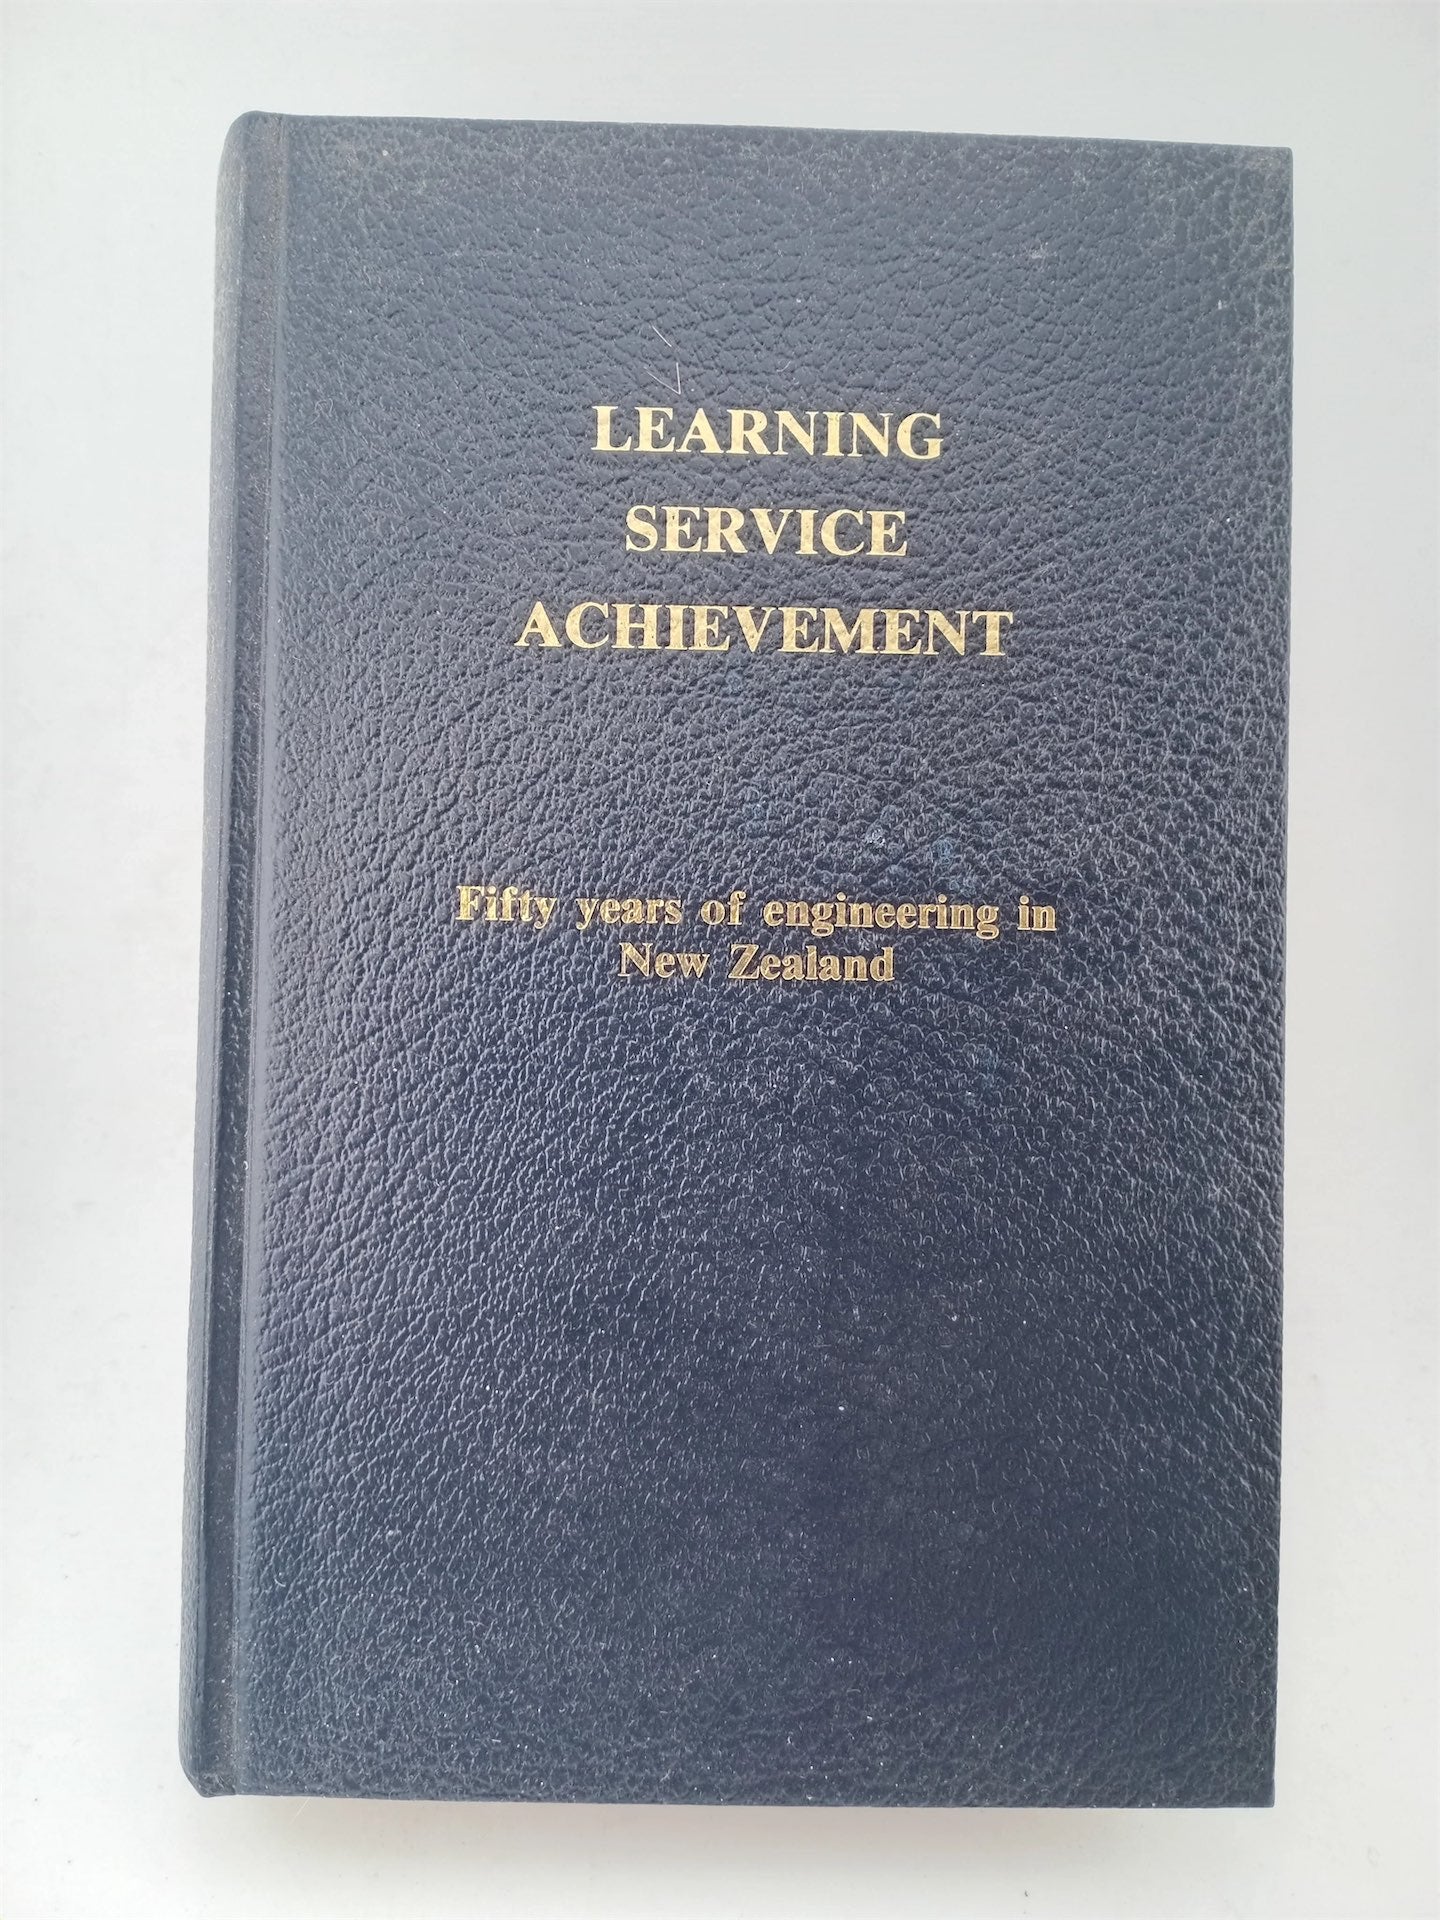 LEARNING
SERVICE
ACHIEVEMENT
Fifty years of engineering in
New Zealand